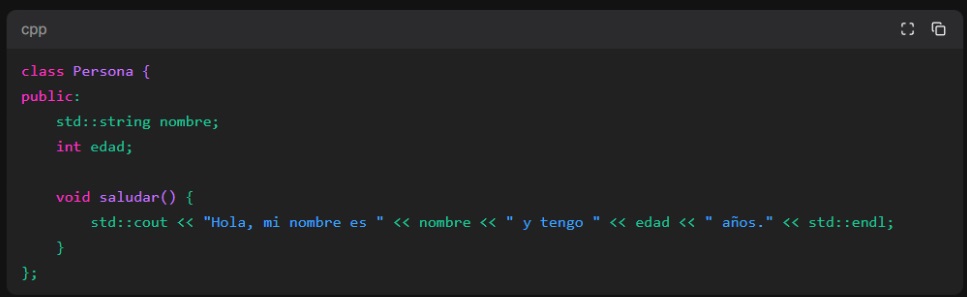 cpp
class Persona {
public:
    std::string nombre;
    int edad;

    void saludar() {
        std::cout << "Hola, mi nombre es " << nombre << " y tengo " << edad << " años." << std::endl;
    }
};